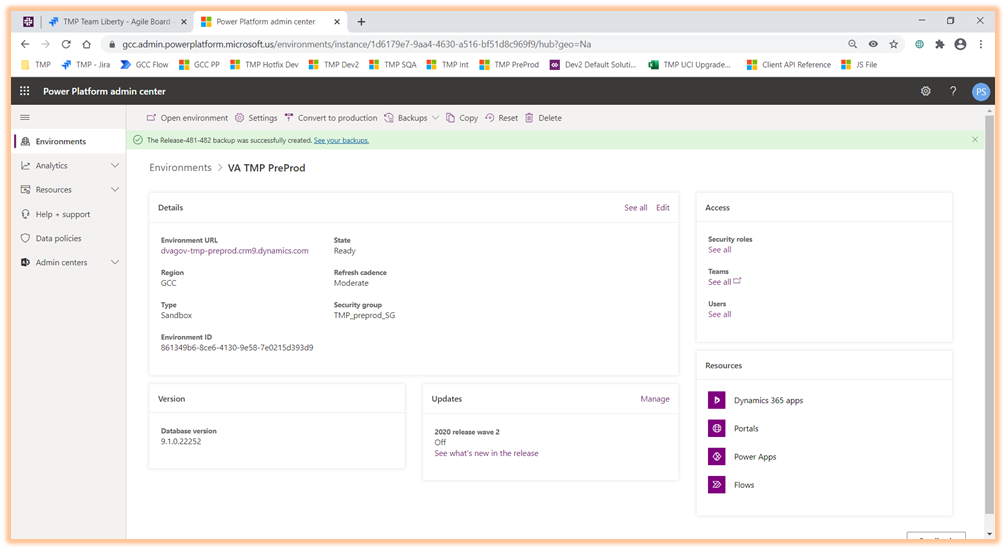 TMP Team Liberty - Agile Board
Power Platform admin center
gcc.admin.powerplatform.microsoft.us/environments/instance/1d6179e7-9aa4-4630-a516-bf51d8c969f9/hub?geo=Na
TMP
TMP - Jira
GCC Flow
GCC PP
TMP Hotfix Dev
TMP Dev2
TMP SQA
TMP Int
TMP PreProd
Dev2 Default Soluti...
TMP UCI Upgrade...
Client API Reference
JS File
Power Platform admin center
PS
Open environment
Settings
Convert to production
Backups
Copy
Reset
Delete
Environments
Analytics
Resources
Help + support
Data policies
Admin centers
The Release-481-482 backup was successfully created. See your backups.
Environments > VA TMP PreProd
Details
See all
Edit
Environment URL
dvagov-tmp-preprod.crm9.dynamics.com
State
Ready
Region
GCC
Refresh cadence
Moderate
Type
Sandbox
Security group
TMP_preprod_SG
Environment ID
861349b6-8ce6-4130-9e58-7e0215d393d9
Version
Database version
9.1.0.22252
Updates
Manage
2020 release wave 2
Off
See what's new in the release
Access
Security roles
See all
Teams
See all
Users
See all
Resources
Dynamics 365 apps
Portals
Power Apps
Flows